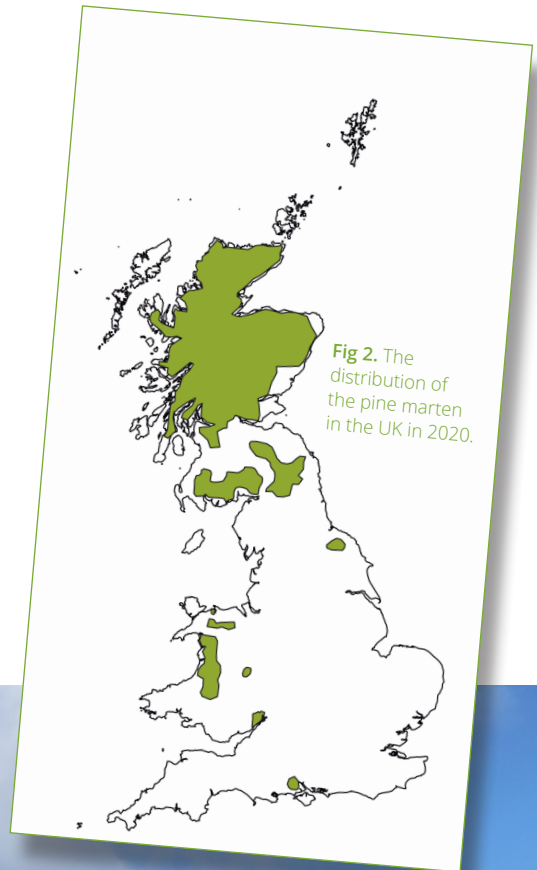 Fig 2. The
distribution of
the pine marten
in the UK in 2020.